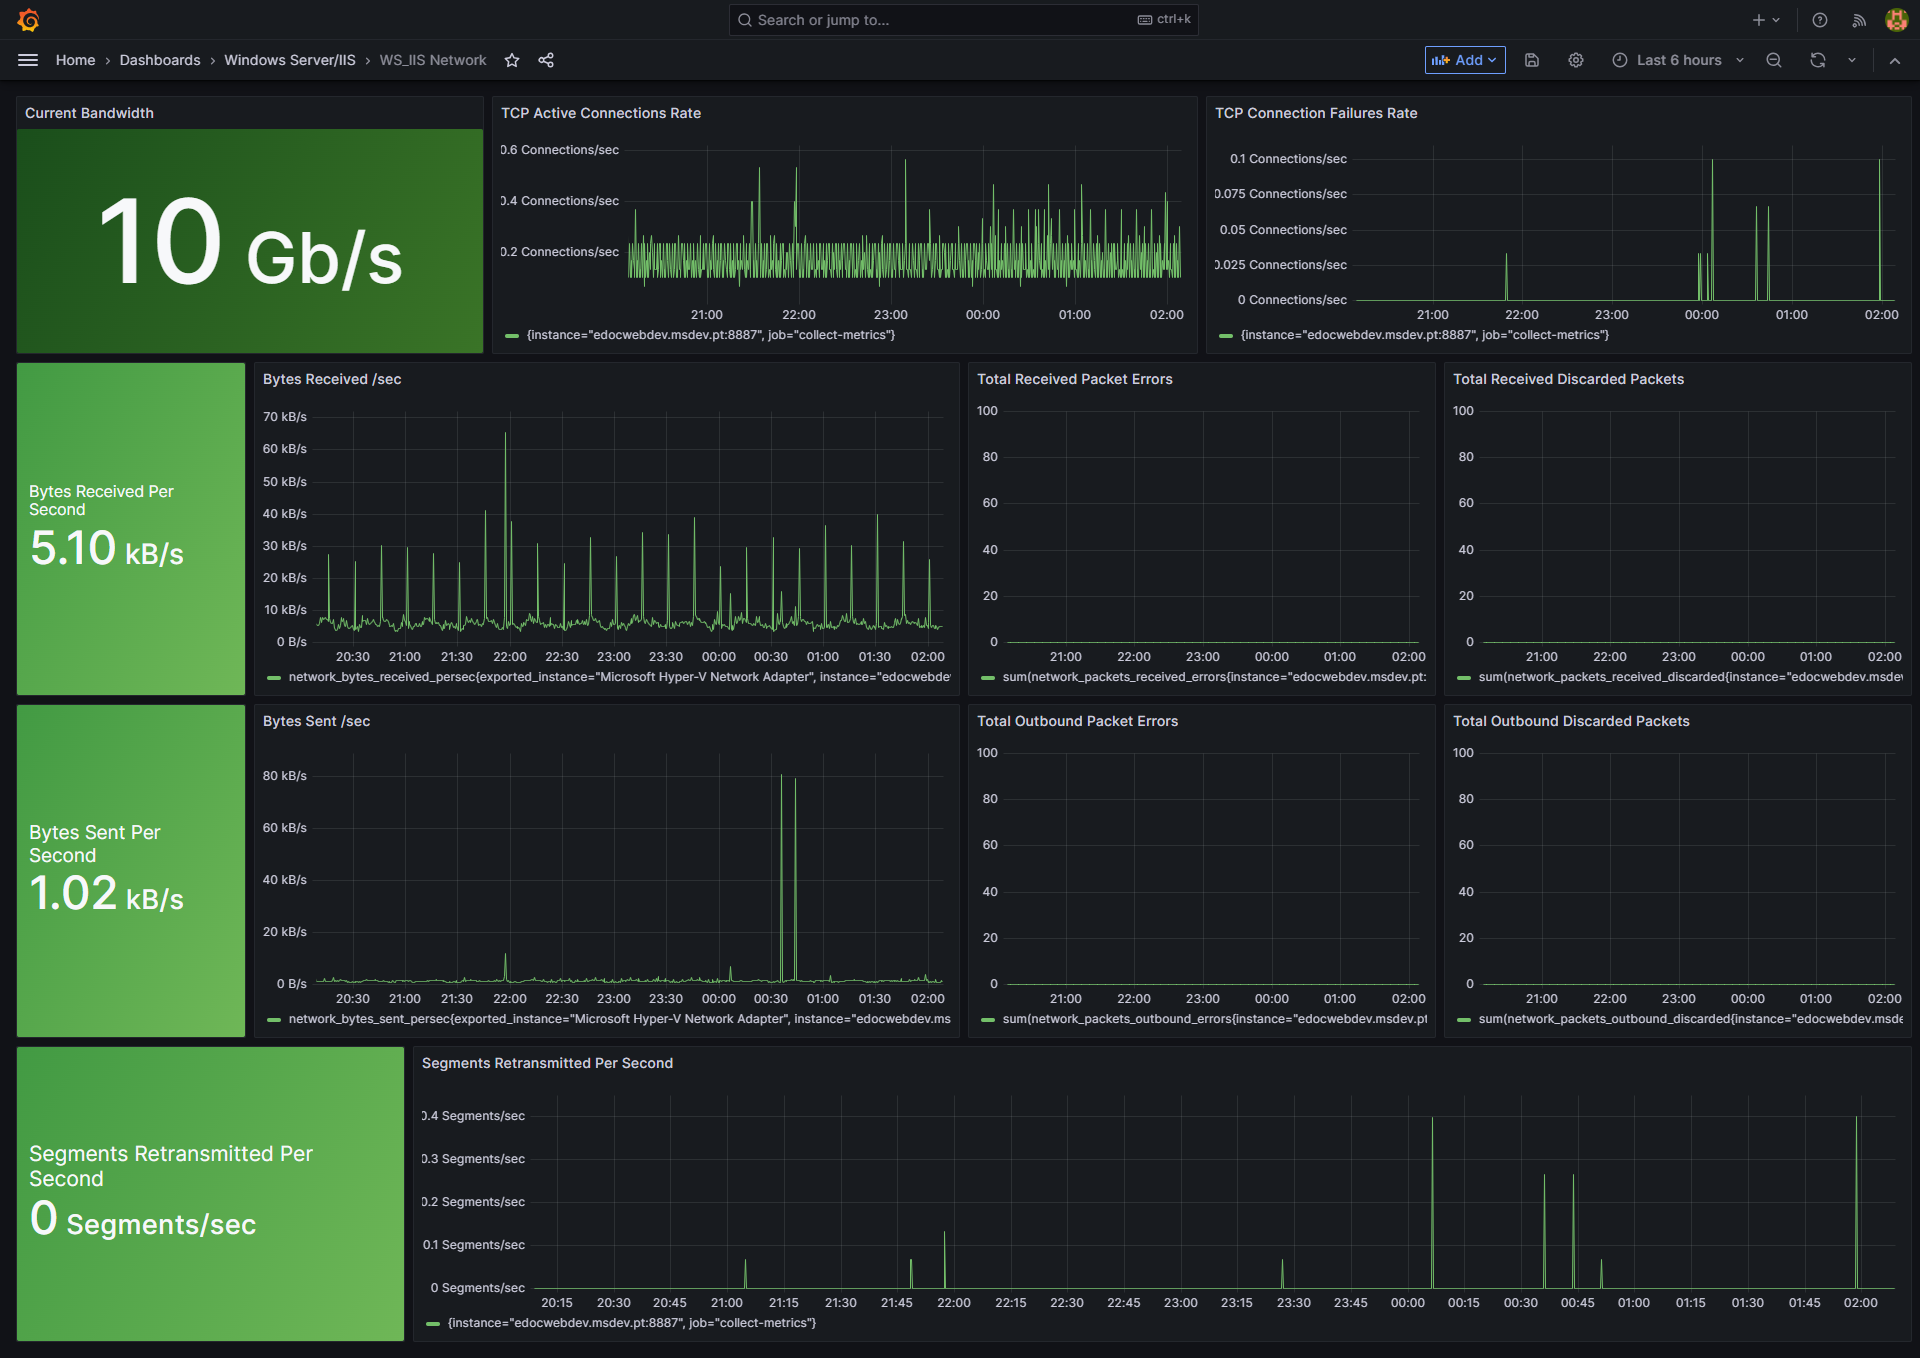 Search or jump to...
ctrl+k
Home › Dashboards › Windows Server/IIS › WS_IIS Network
Add
Last 6 hours
Current Bandwidth
10 Gb/s
TCP Active Connections Rate
0.6 Connections/sec
0.4 Connections/sec
0.2 Connections/sec
21:00 22:00 23:00 00:00 01:00 02:00
{instance="edocwebdev.msdev.pt:8887", job="collect-metrics"}
TCP Connection Failures Rate
0.1 Connections/sec
0.075 Connections/sec
0.05 Connections/sec
0.025 Connections/sec
0 Connections/sec
21:00 22:00 23:00 00:00 01:00 02:00
{instance="edocwebdev.msdev.pt:8887", job="collect-metrics"}
Bytes Received Per
Second
5.10 kB/s
Bytes Received /sec
70 kB/s
60 kB/s
50 kB/s
40 kB/s
30 kB/s
20 kB/s
10 kB/s
0 B/s
20:30 21:00 21:30 22:00 22:30 23:00 23:30 00:00 00:30 01:00 01:30 02:00
network_bytes_received_persec{exported_instance="Microsoft Hyper-V Network Adapter", instance="edocwebde
Total Received Packet Errors
100
80
60
40
20
0
21:00 22:00 23:00 00:00 01:00 02:00
sum(network_packets_received_errors{instance="edocwebdev.msdev.pt:
Total Received Discarded Packets
100
80
60
40
20
0
21:00 22:00 23:00 00:00 01:00 02:00
sum(network_packets_received_discarded{instance="edocwebdev.msdev
Bytes Sent Per
Second
1.02 kB/s
Bytes Sent /sec
80 kB/s
60 kB/s
40 kB/s
20 kB/s
0 B/s
20:30 21:00 21:30 22:00 22:30 23:00 23:30 00:00 00:30 01:00 01:30 02:00
network_bytes_sent_persec{exported_instance="Microsoft Hyper-V Network Adapter", instance="edocwebdev.ms
Total Outbound Packet Errors
100
80
60
40
20
0
21:00 22:00 23:00 00:00 01:00 02:00
sum(network_packets_outbound_errors{instance="edocwebdev.msdev.pt
Total Outbound Discarded Packets
100
80
60
40
20
0
21:00 22:00 23:00 00:00 01:00 02:00
sum(network_packets_outbound_discarded{instance="edocwebdev.msde
Segments Retransmitted Per
Second
0 Segments/sec
Segments Retransmitted Per Second
0.4 Segments/sec
0.3 Segments/sec
0.2 Segments/sec
0.1 Segments/sec
0 Segments/sec
20:15 20:30 20:45 21:00 21:15 21:30 21:45 22:00 22:15 22:30 22:45 23:00 23:15 23:30 23:45 00:00 00:15 00:30 00:45 01:00 01:15 01:30 01:45 02:00
{instance="edocwebdev.msdev.pt:8887", job="collect-metrics"}